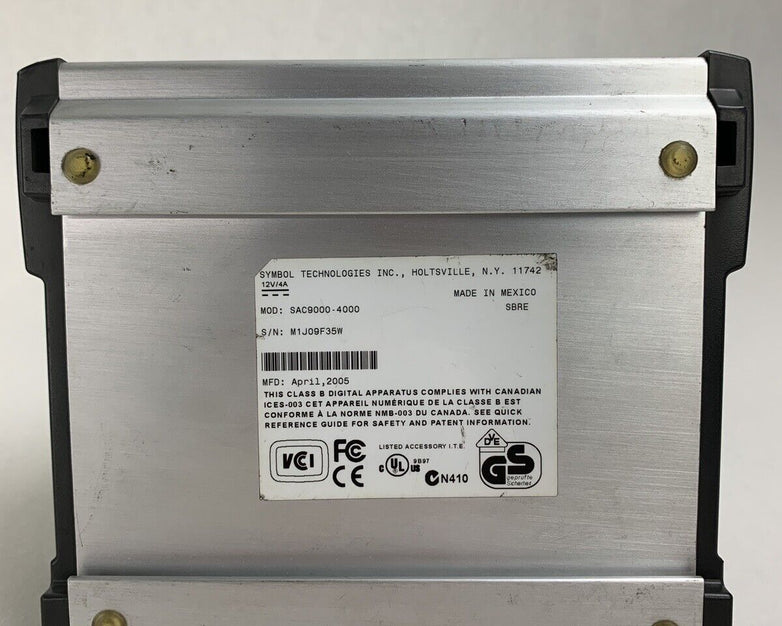 SYMBOL TECHNOLOGIES INC., HOLTSVILLE, N.Y. 11742
12V/4A
MADE IN MEXICO
MOD: SAC9000-4000
SBRE
S/N: M1J09F35W
MFD: April,2005
THIS CLASS B DIGITAL APPARATUS COMPLIES WITH CANADIAN
ICES-003 CET APPAREIL NUMÉRIQUE DE LA CLASSE B EST
CONFORME À LA NORME NMB-003 DU CANADA. SEE QUICK
REFERENCE GUIDE FOR SAFETY AND PATENT INFORMATION.
VCI
FC
CE
LISTED ACCESSORY I.T.E.
C UL US
9B97
N410
DVE
GS
geprüfte
Sicherheit